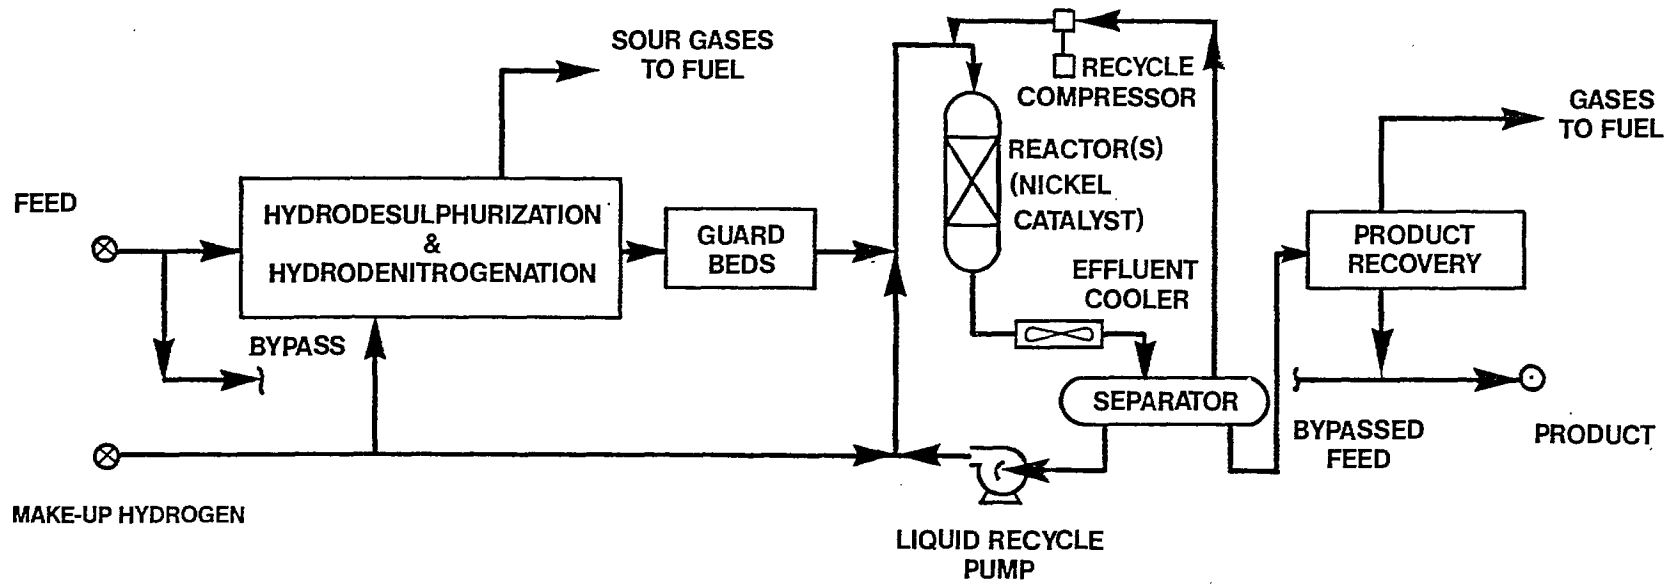 SOUR GASES
TO FUEL
RECYCLE
COMPRESSOR
GASES
TO FUEL
REACTOR(S)
(NICKEL
CATALYST)
FEED
HYDRODESULPHURIZATION
&
HYDRODENITROGENATION
GUARD
BEDS
PRODUCT
RECOVERY
EFFLUENT
COOLER
BYPASS
SEPARATOR
BYPASSED
FEED
PRODUCT
MAKE-UP HYDROGEN
LIQUID RECYCLE
PUMP